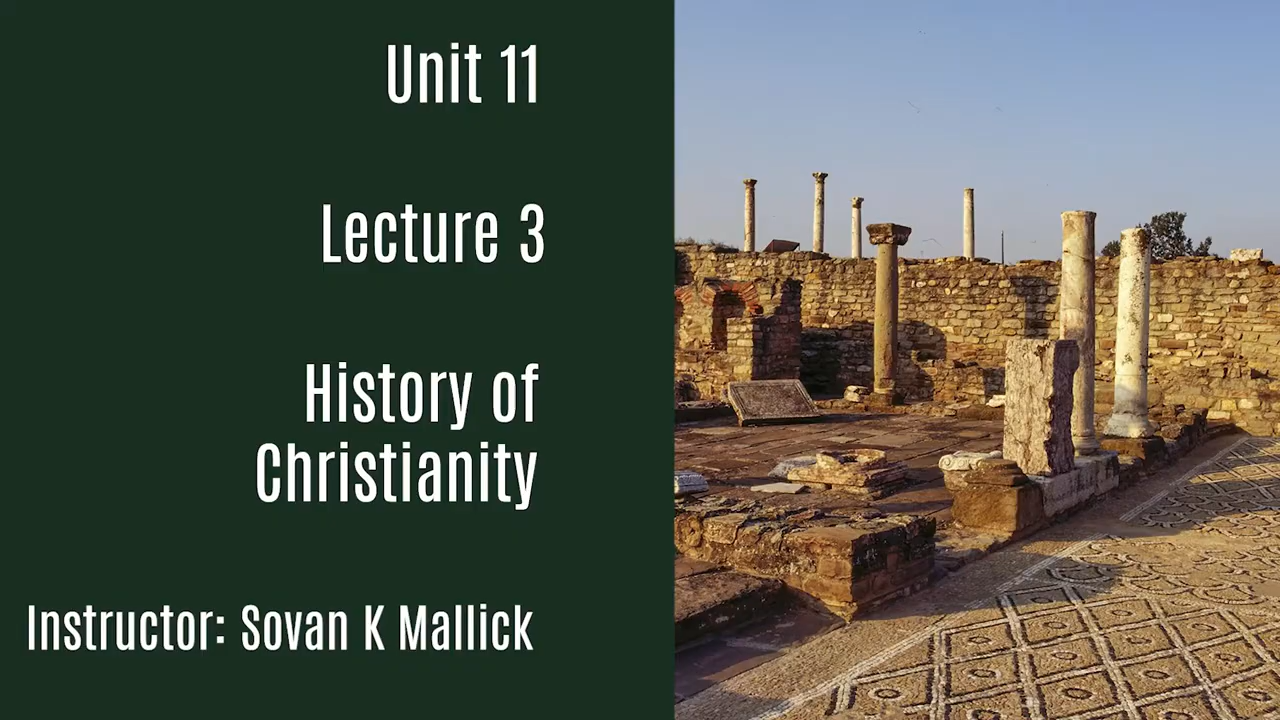 Unit 11
Lecture 3
History of
Christianity
Instructor: Sovan K Mallick